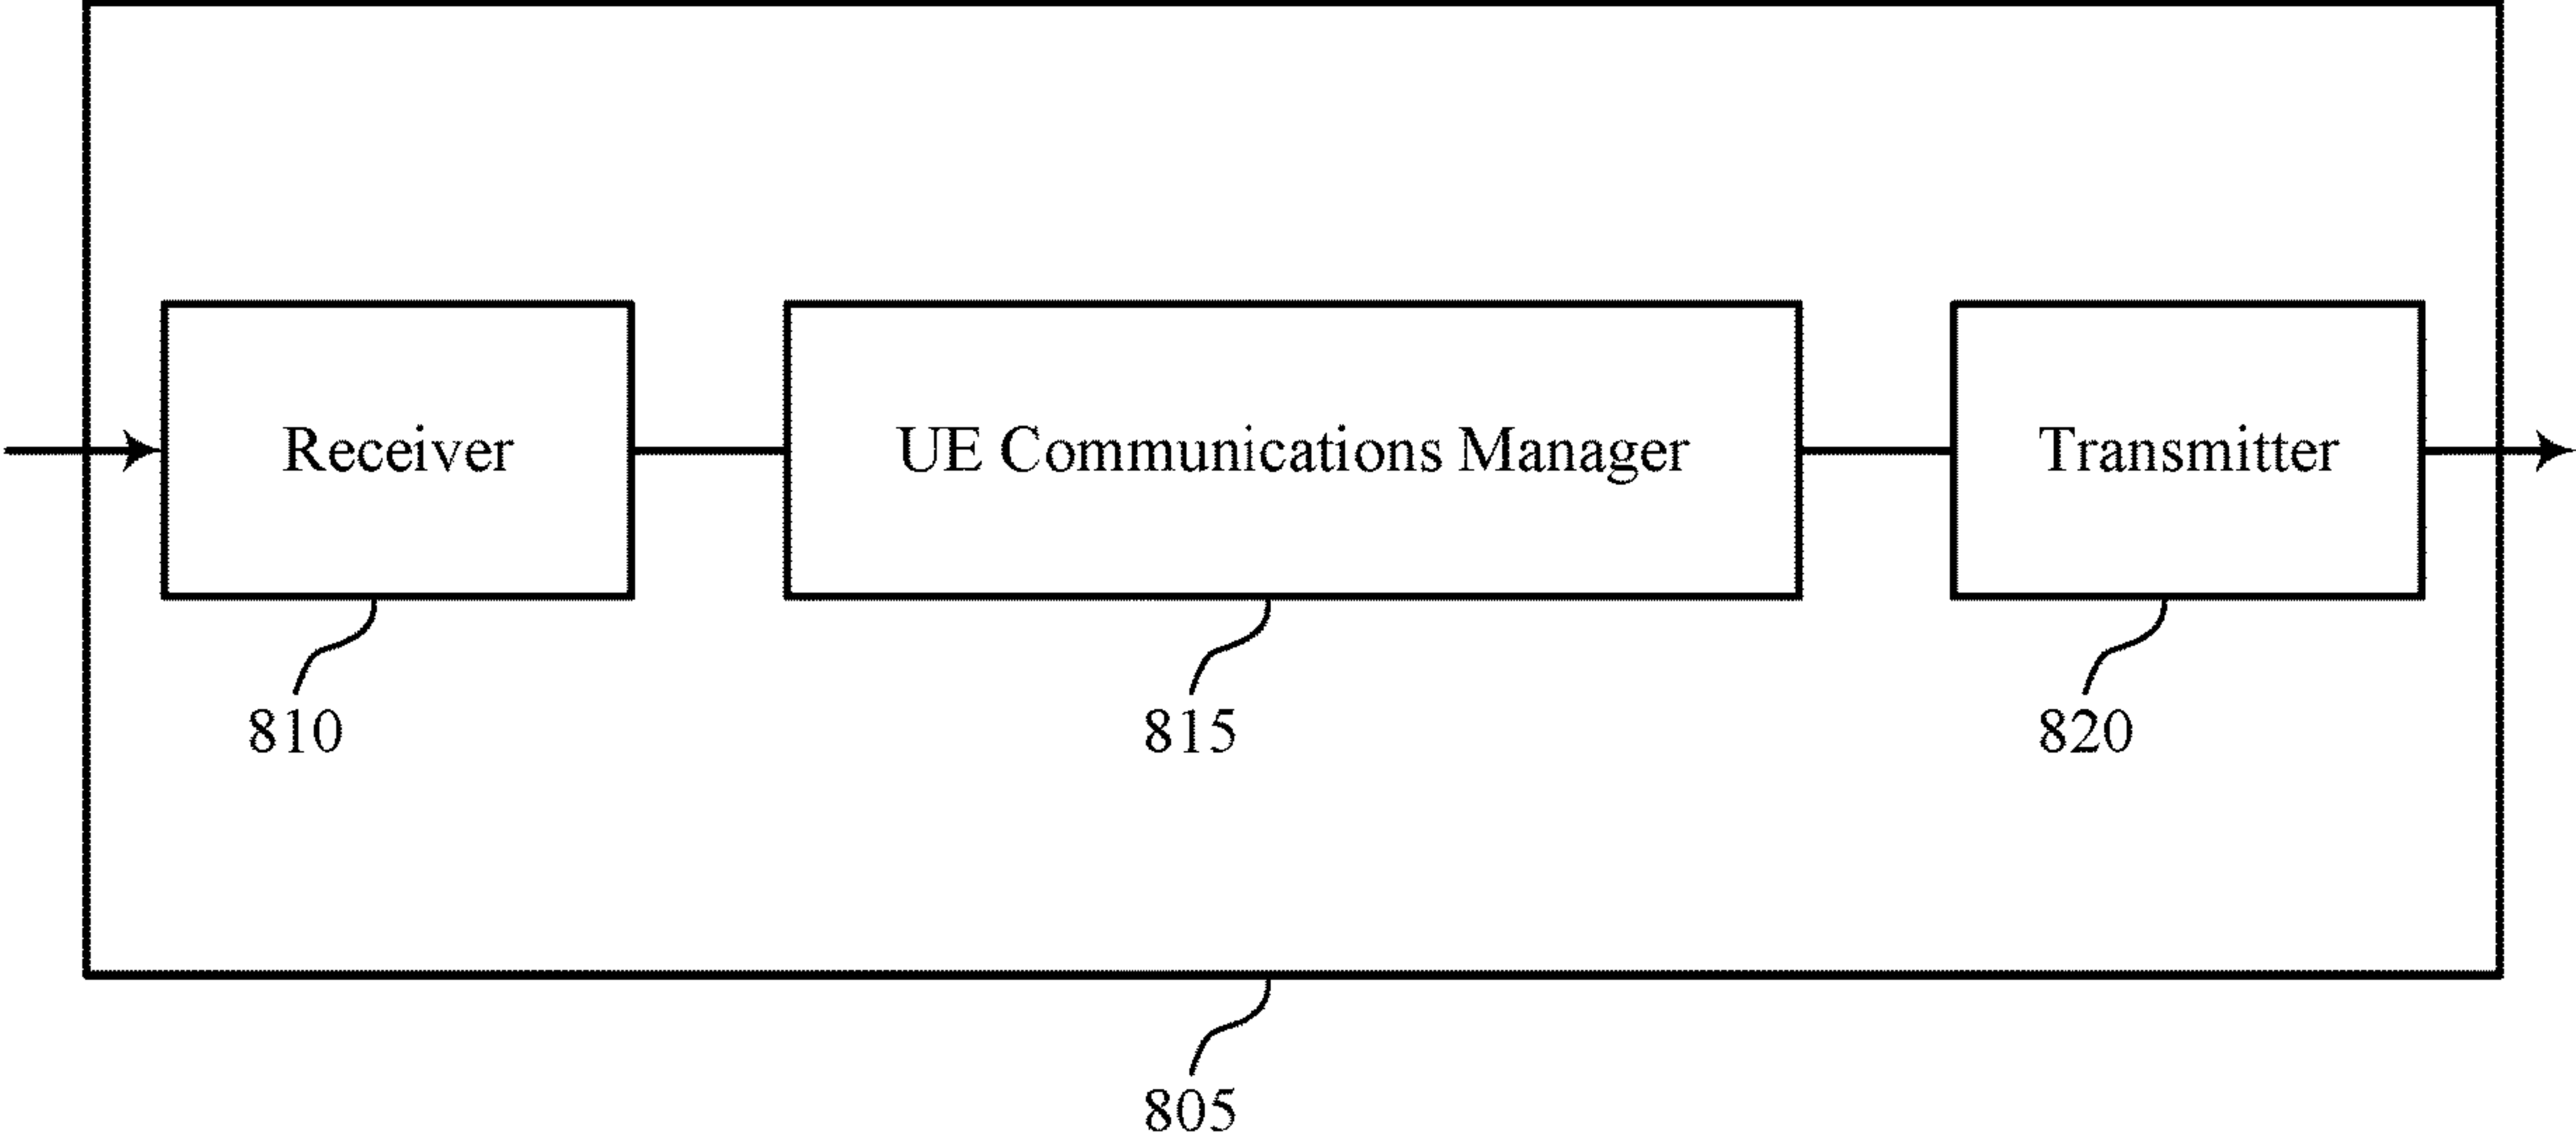 Receiver
UE Communications Manager
Transmitter
810
815
820
805